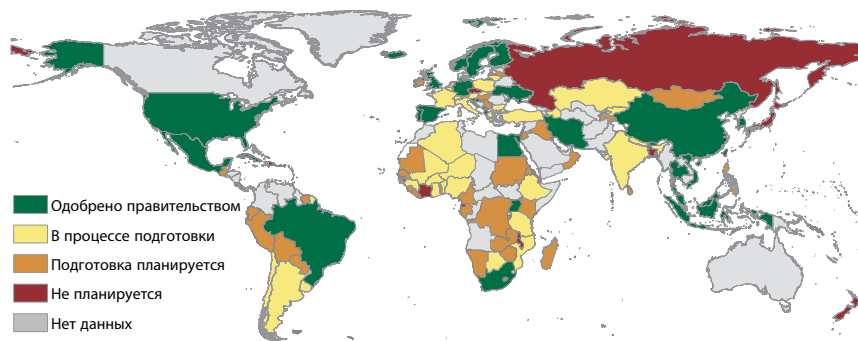 Одобрено правительством
В процессе подготовки
Подготовка планируется
Не планируется
Нет данных